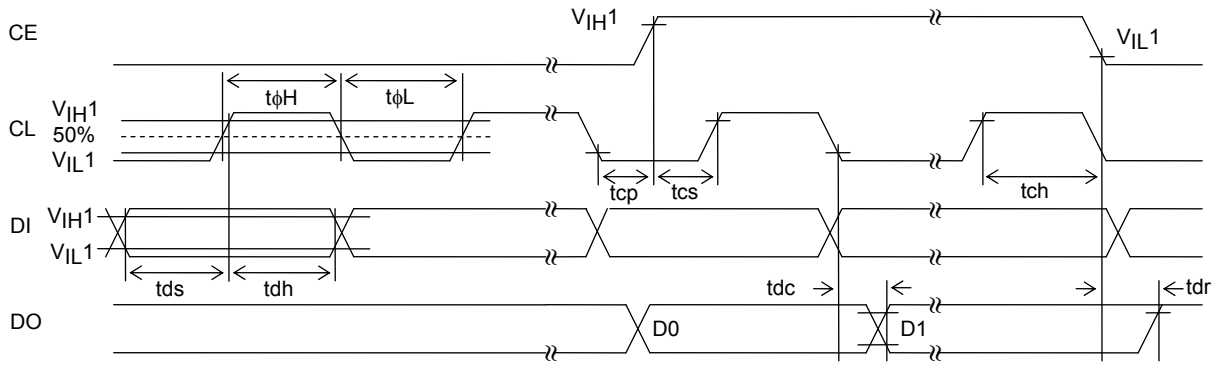 CE
VIH1
VIL1
tϕH
tϕL
VIH1
CL
50%
VIL1
tcp
tcs
tch
VIH1
DI
VIL1
tds
tdh
tdc
tdr
DO
D0
D1